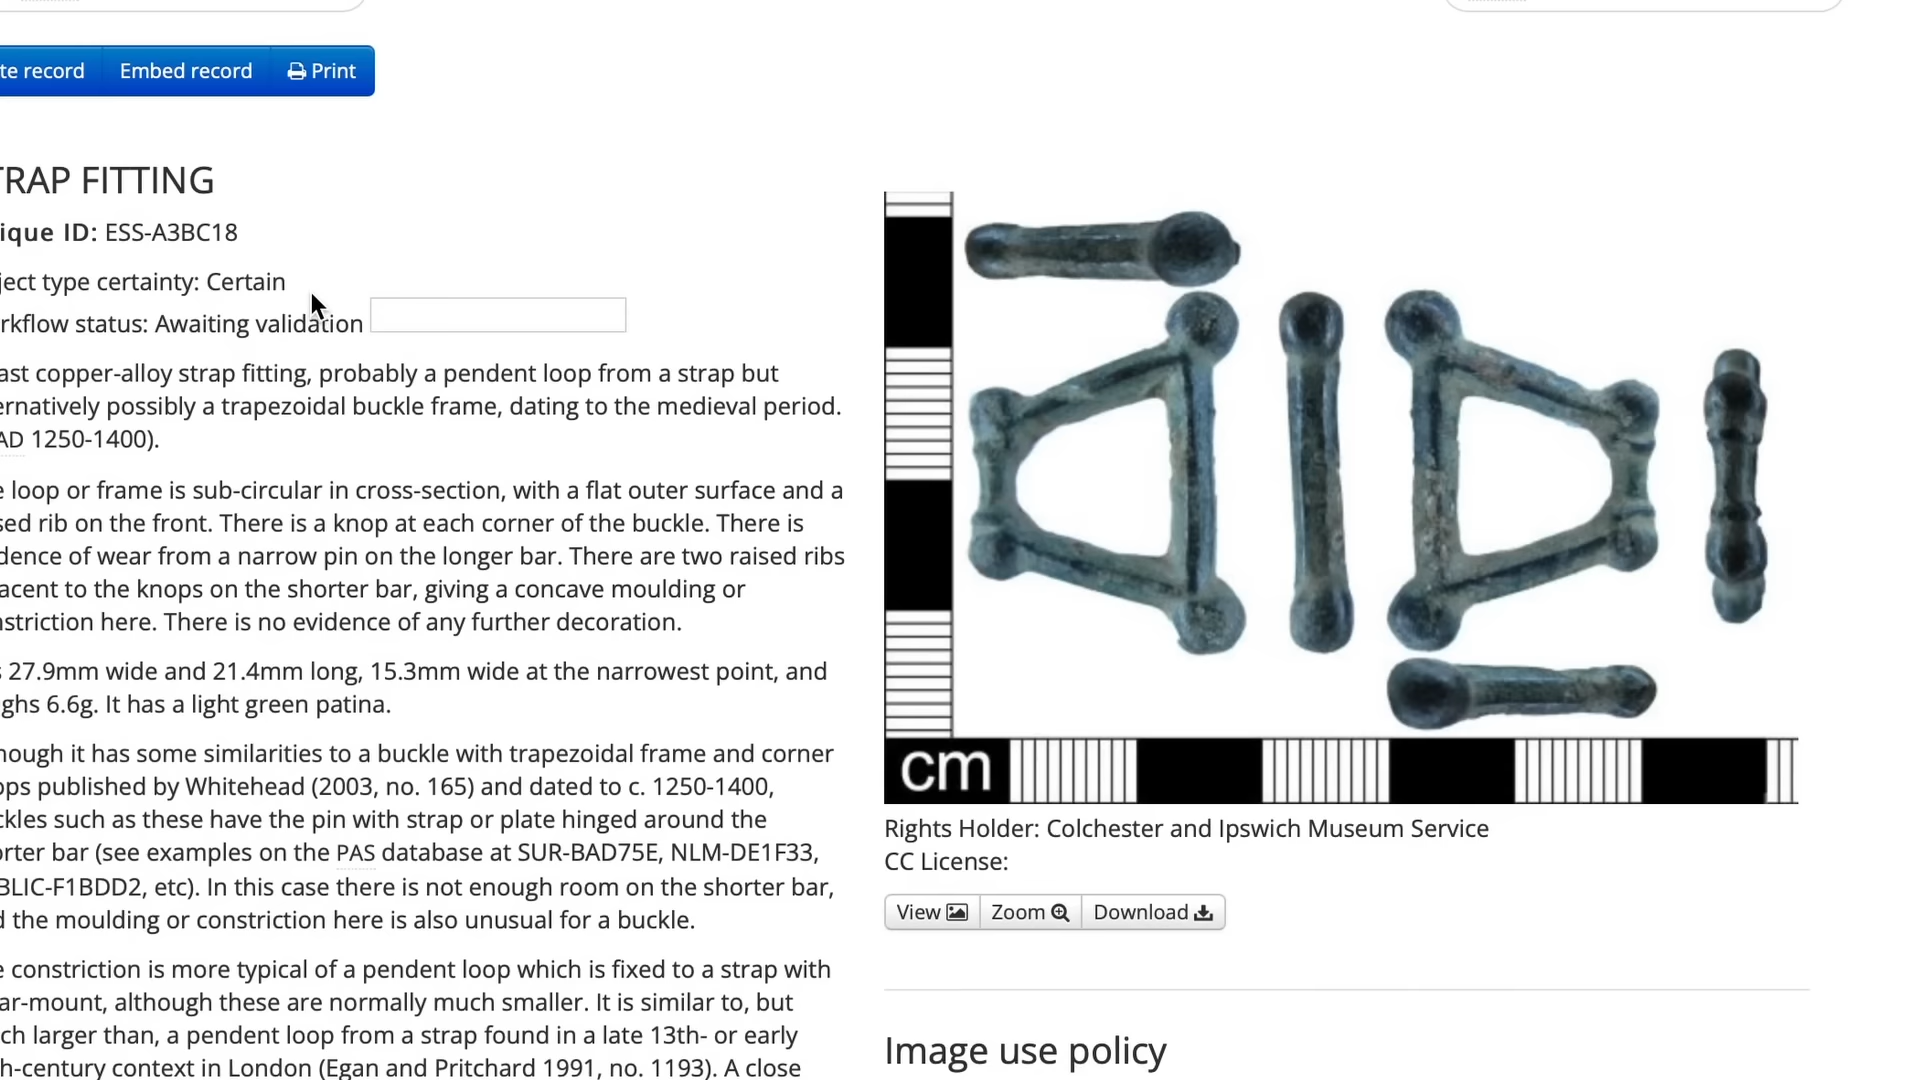 te record Embed record Print
TRAP FITTING
ique ID: ESS-A3BC18
ject type certainty: Certain
rkflow status: Awaiting validation
ast copper-alloy strap fitting, probably a pendent loop from a strap but
ernatively possibly a trapezoidal buckle frame, dating to the medieval period.
AD 1250-1400).
e loop or frame is sub-circular in cross-section, with a flat outer surface and a
sed rib on the front. There is a knop at each corner of the buckle. There is
dence of wear from a narrow pin on the longer bar. There are two raised ribs
acent to the knops on the shorter bar, giving a concave moulding or
nstriction here. There is no evidence of any further decoration.
s 27.9mm wide and 21.4mm long, 15.3mm wide at the narrowest point, and
ghs 6.6g. It has a light green patina.
hough it has some similarities to a buckle with trapezoidal frame and corner
ops published by Whitehead (2003, no. 165) and dated to c. 1250-1400,
ckles such as these have the pin with strap or plate hinged around the
orter bar (see examples on the PAS database at SUR-BAD75E, NLM-DE1F33,
BLIC-F1BDD2, etc). In this case there is not enough room on the shorter bar,
d the moulding or constriction here is also unusual for a buckle.
e constriction is more typical of a pendent loop which is fixed to a strap with
ar-mount, although these are normally much smaller. It is similar to, but
ch larger than, a pendent loop from a strap found in a late 13th- or early
h-century context in London (Egan and Pritchard 1991, no. 1193). A close
cm
Rights Holder: Colchester and Ipswich Museum Service
CC License:
View Zoom Download
Image use policy